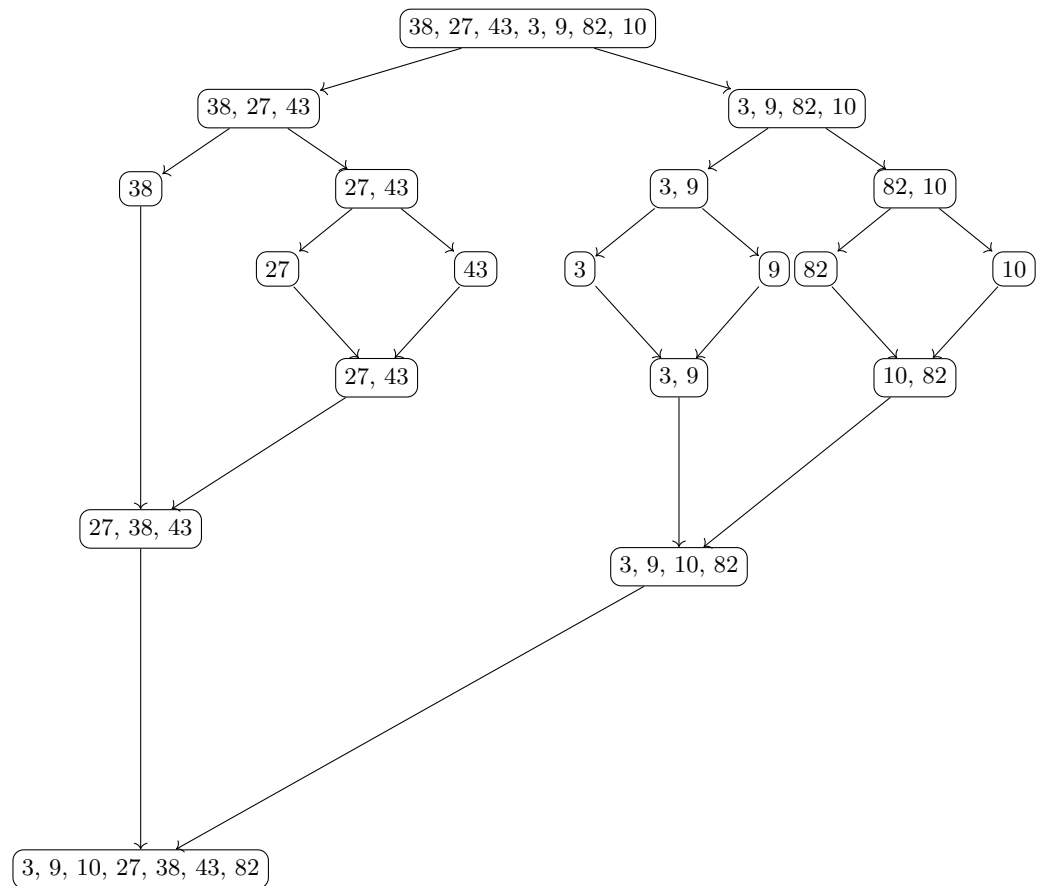 38, 27, 43, 3, 9, 82, 10
38, 27, 43
3, 9, 82, 10
38
27, 43
3, 9
82, 10
27
43
3
9
82
10
27, 43
3, 9
10, 82
27, 38, 43
3, 9, 10, 82
3, 9, 10, 27, 38, 43, 82